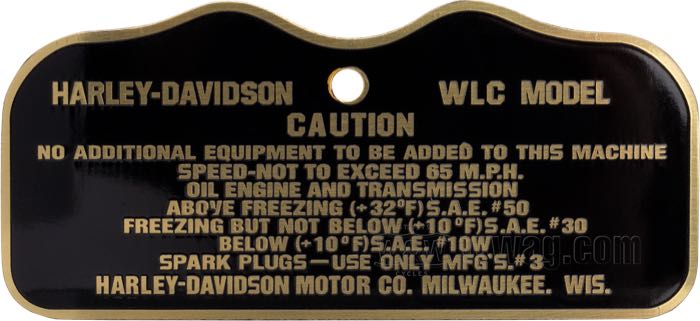 HARLEY-DAVIDSON WLC MODEL
CAUTION
NO ADDITIONAL EQUIPMENT TO BE ADDED TO THIS MACHINE
SPEED-NOT TO EXCEED 65 M.P.H.
OIL ENGINE AND TRANSMISSION
ABOVE FREEZING (+32°F) S.A.E. #50
FREEZING BUT NOT BELOW (+10°F) S.A.E. #30
BELOW (+10°F) S.A.E. #10W
SPARK PLUGS—USE ONLY MFG'S. #3
HARLEY-DAVIDSON MOTOR CO. MILWAUKEE. WIS.